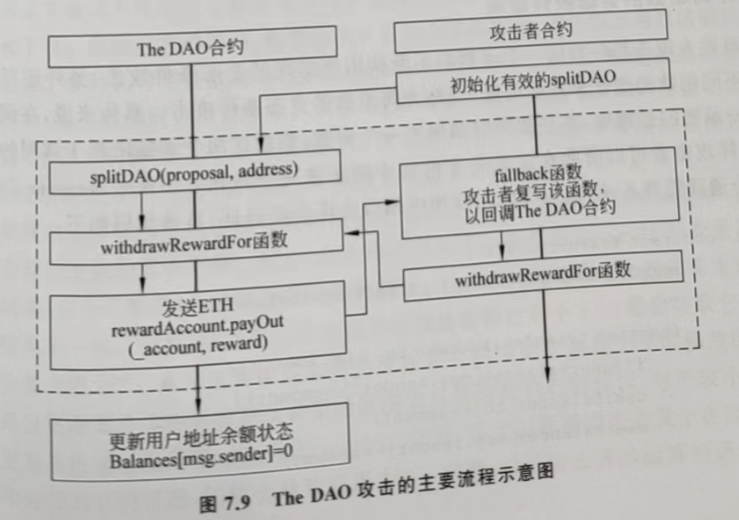 The DAO合约
攻击者合约
初始化有效的splitDAO
splitDAO(proposal, address)
fallback函数
攻击者复写该函数,
以回调The DAO合约
withdrawRewardFor函数
withdrawRewardFor函数
发送ETH
rewardAccount.payOut
(_account, reward)
更新用户地址余额状态
Balances[msg.sender]=0
图 7.9 The DAO 攻击的主要流程示意图